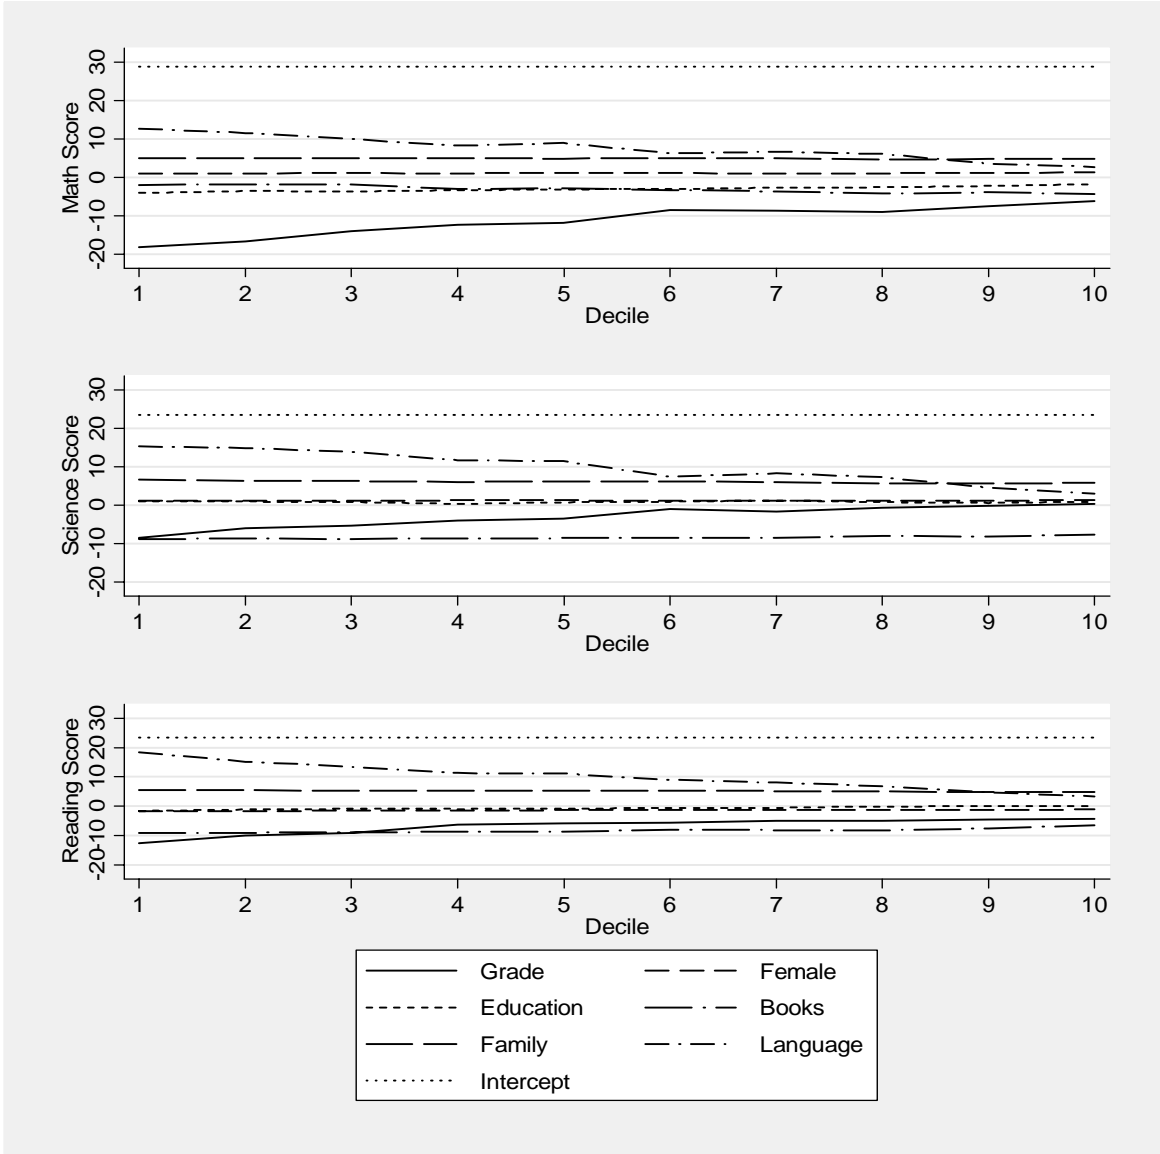 Math Score
30
20
10
0
-10
-20
1 2 3 4 5 6 7 8 9 10
Decile
Science Score
30
20
10
0
-10
-20
1 2 3 4 5 6 7 8 9 10
Decile
Reading Score
30
20
10
0
-10
-20
1 2 3 4 5 6 7 8 9 10
Decile
Grade Female
Education Books
Family Language
Intercept